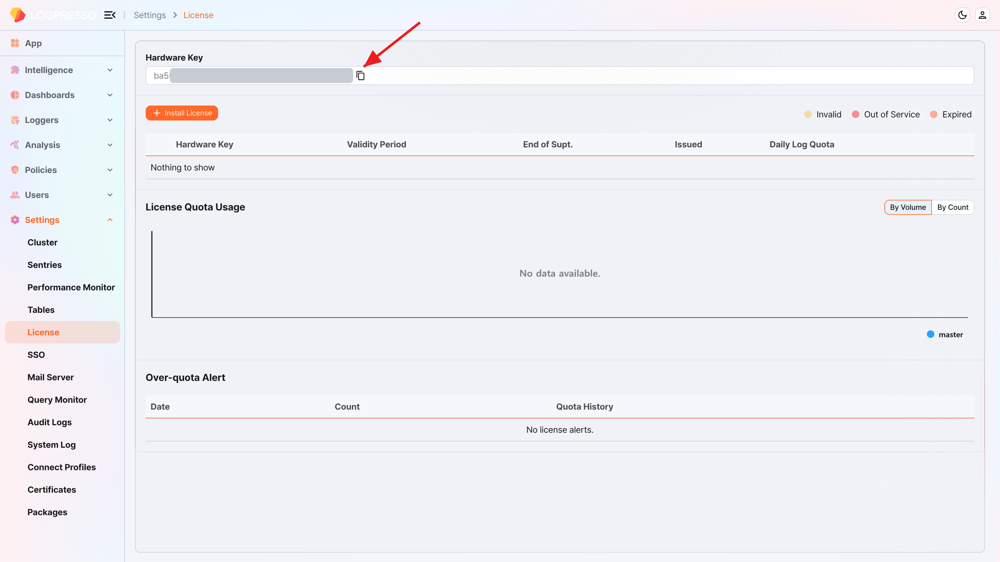 LOGPRESSO
Settings > License
App
Intelligence
Dashboards
Loggers
Analysis
Policies
Users
Settings
Cluster
Sentries
Performance Monitor
Tables
License
SSO
Mail Server
Query Monitor
Audit Logs
System Log
Connect Profiles
Certificates
Packages
Hardware Key
ba5
+ Install License
Invalid Out of Service Expired
Hardware Key Validity Period End of Supt. Issued Daily Log Quota
Nothing to show
License Quota Usage
By Volume By Count
No data available.
master
Over-quota Alert
Date Count Quota History
No license alerts.